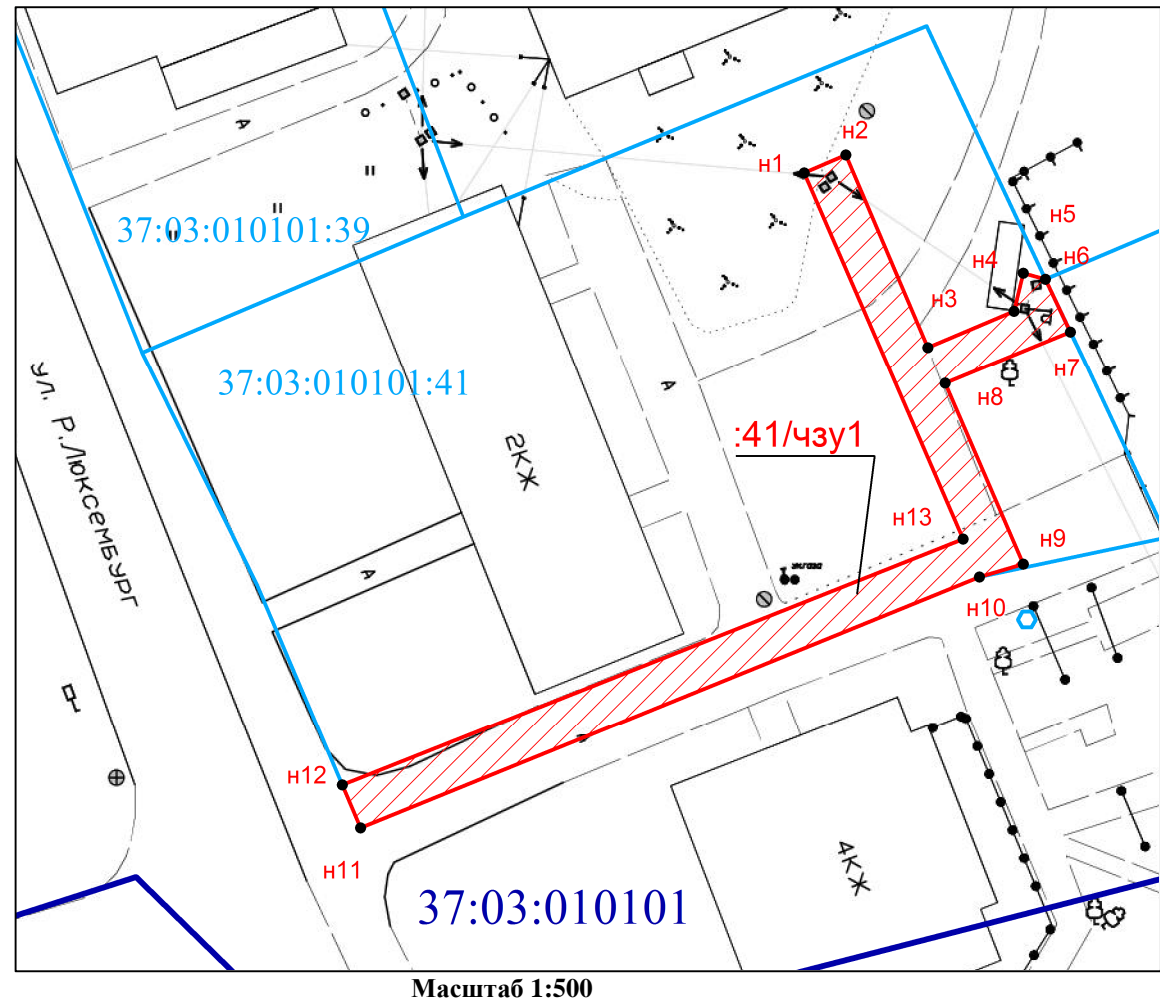 н2
н1
н5
н6
н4
37:03:010101:39
н3
ул. Р.Люксембург
37:03:010101:41
А
н7
н8
:41/чзу1
2КЖ
н13
н9
А
н10
н12
4КЖ
н11
37:03:010101
Масштаб 1:500